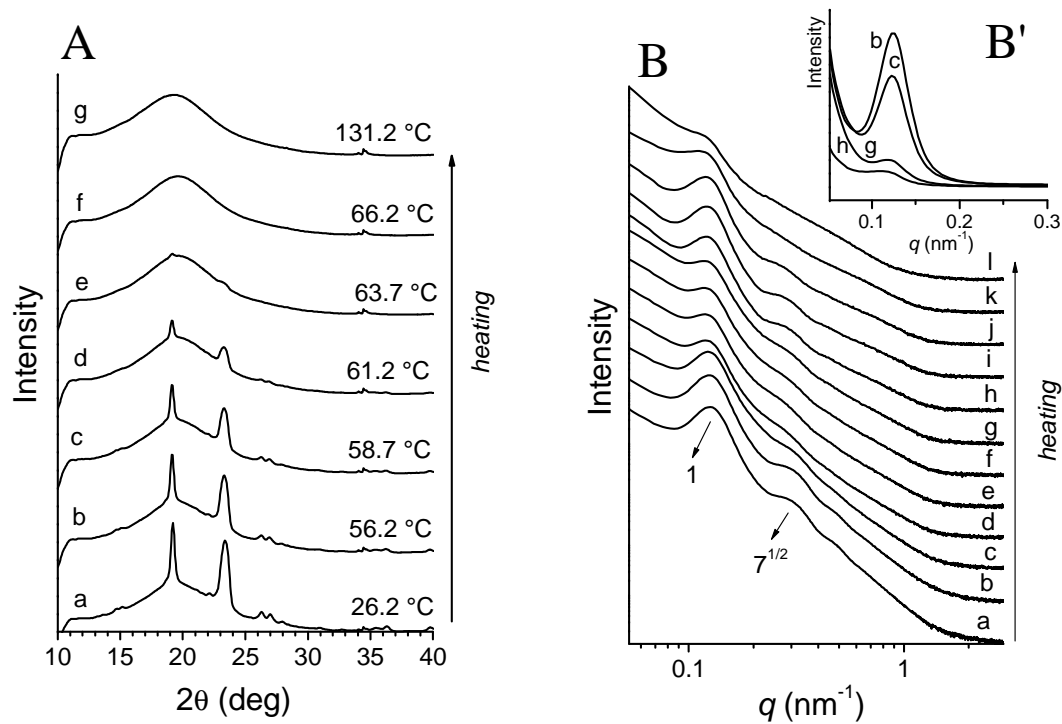 A
g
131.2 °C
f
66.2 °C
e
63.7 °C
d
61.2 °C
c
58.7 °C
b
56.2 °C
a
26.2 °C
Intensity
heating
10 15 20 25 30 35 40
2θ (deg)
B
B'
Intensity
b
c
h g
0.1 0.2 0.3
q (nm⁻¹)
l
k
j
i
h
g
f
e
d
c
b
a
1
7^{1/2}
Intensity
heating
0.1 1
q (nm⁻¹)